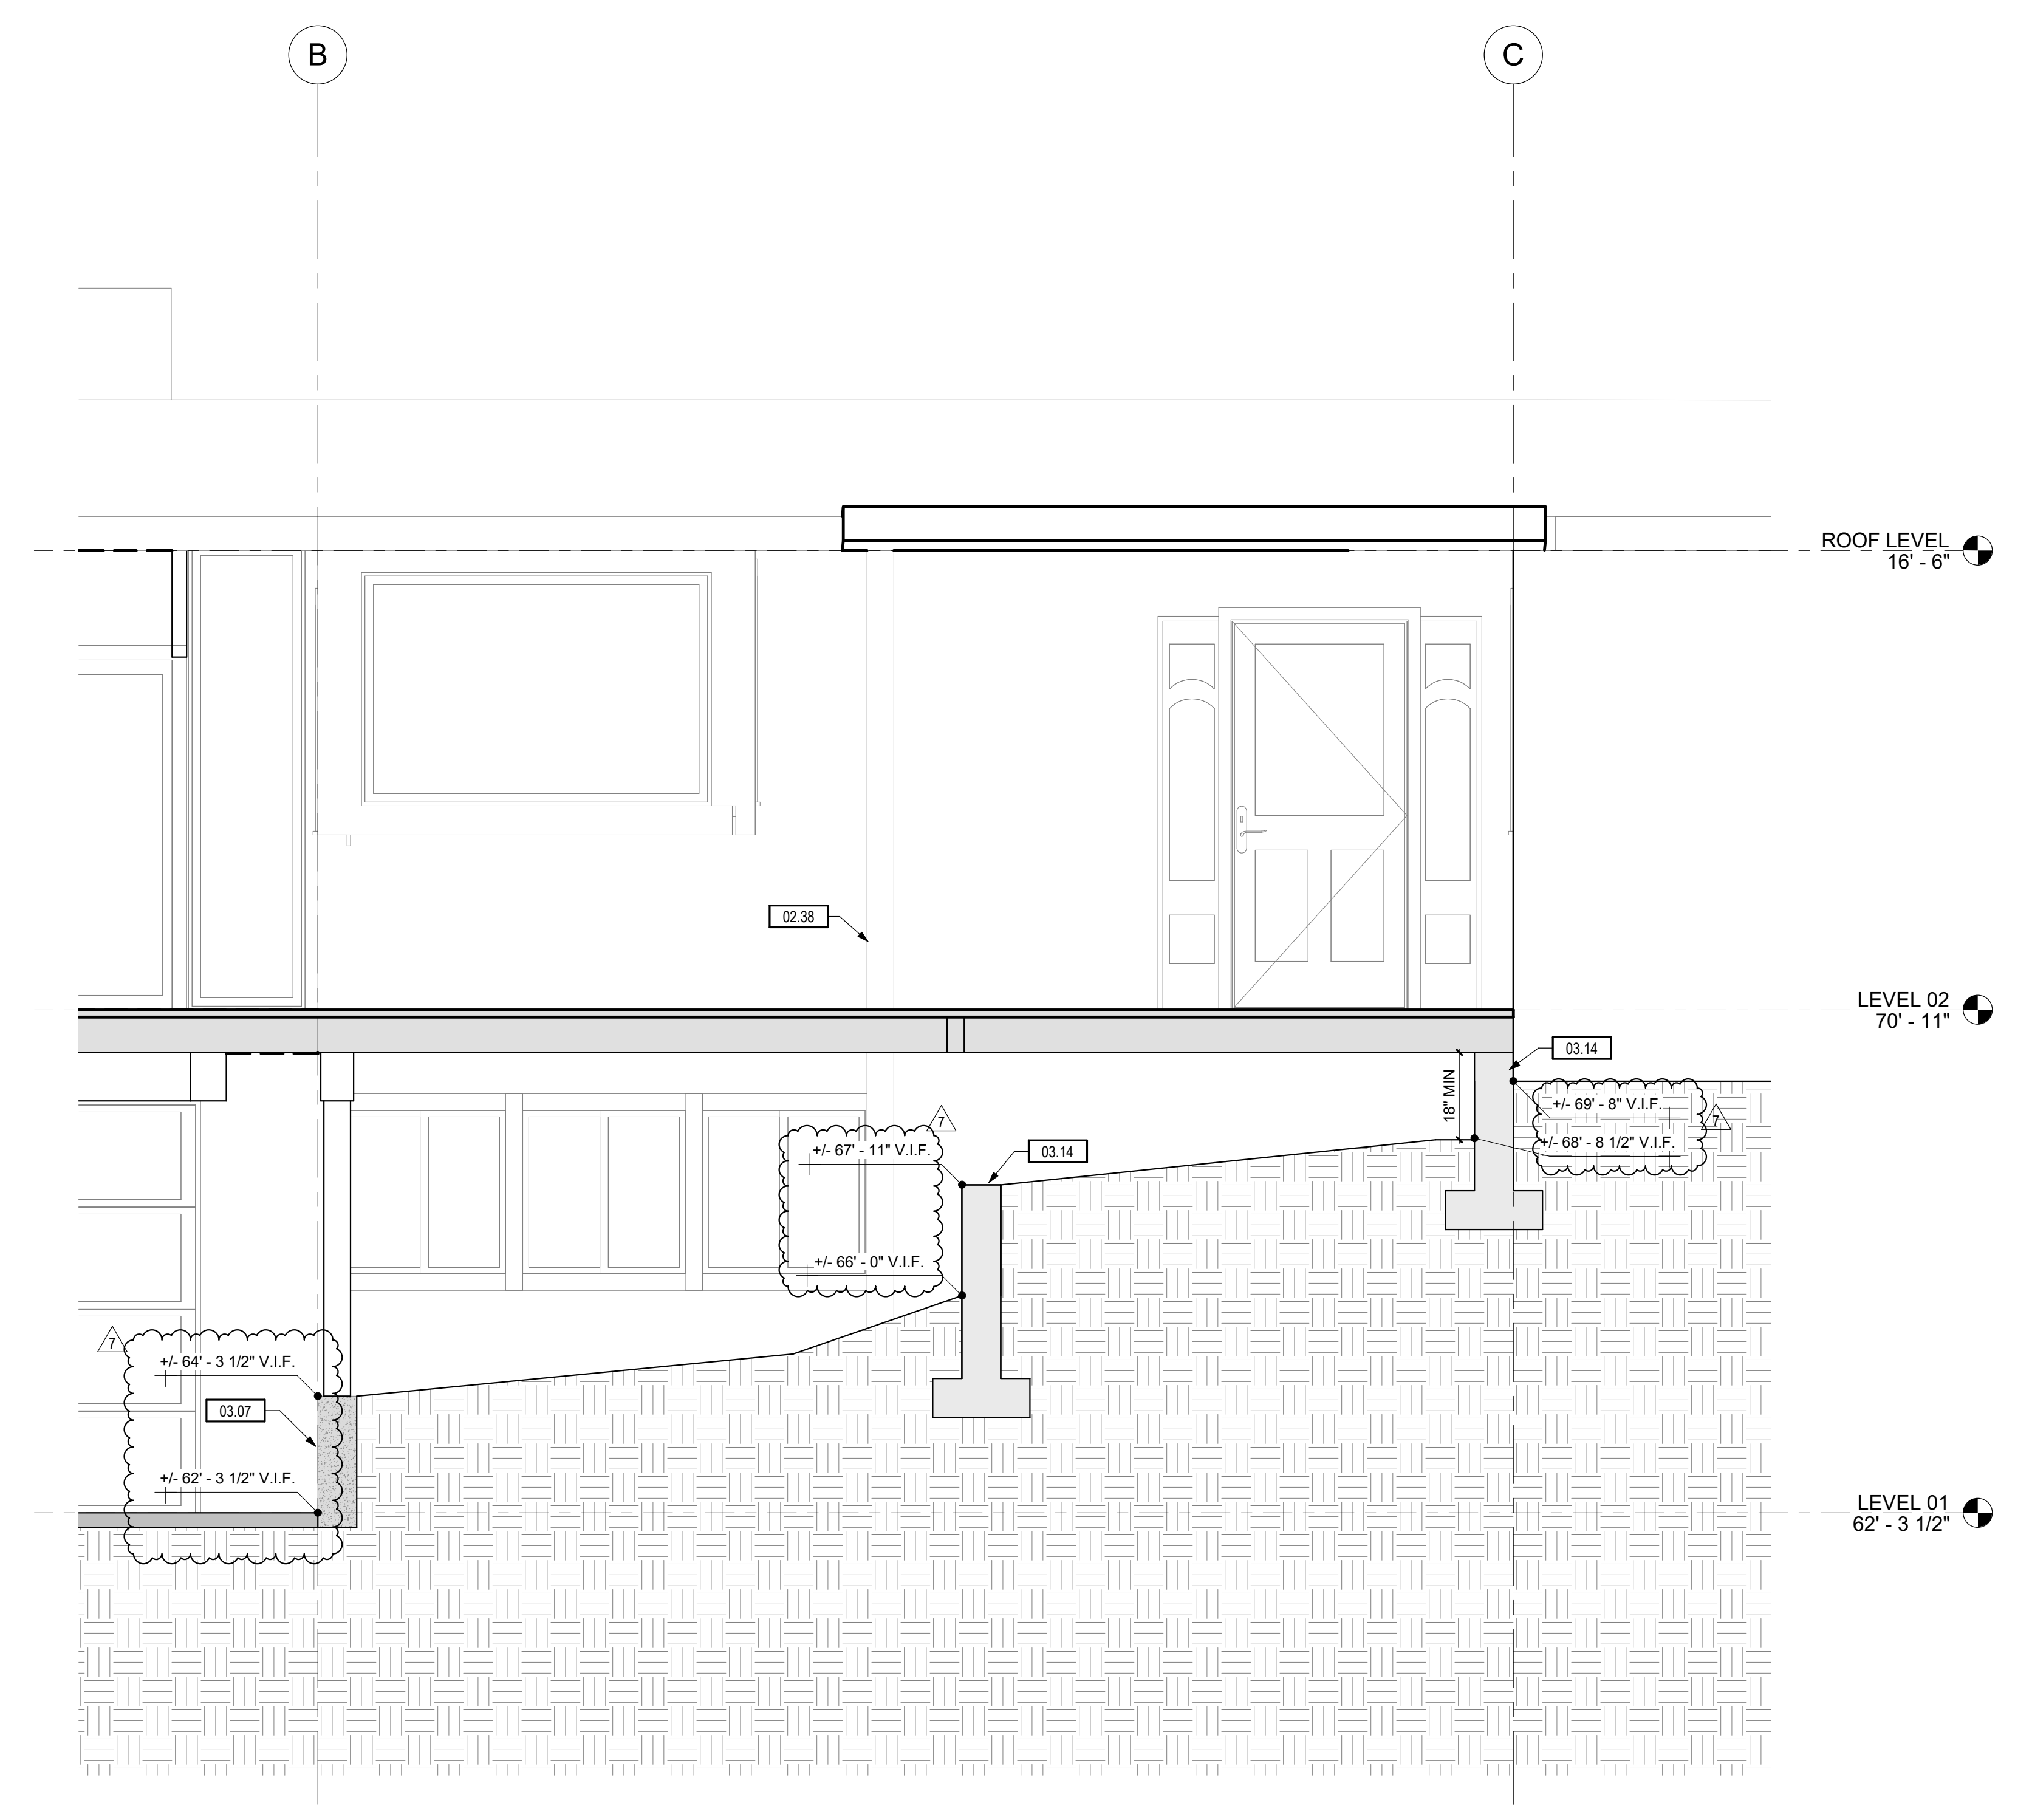 B
C
ROOF LEVEL
16' - 6"
02.38
LEVEL 02
70' - 11"
03.14
18" MIN
+/- 69' - 8" V.I.F.
7
7
+/- 68' - 8 1/2" V.I.F.
+/- 67' - 11" V.I.F.
03.14
+/- 66' - 0" V.I.F.
7
+/- 64' - 3 1/2" V.I.F.
03.07
+/- 62' - 3 1/2" V.I.F.
LEVEL 01
62' - 3 1/2"